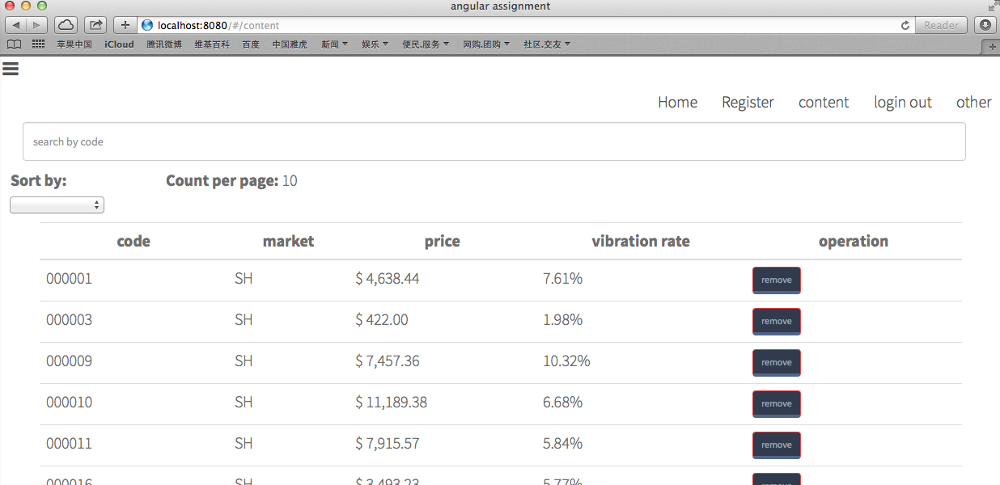 angular assignment
localhost:8080/#/content
Reader
苹果中国 iCloud 腾讯微博 维基百科 百度 中国雅虎 新闻 娱乐 便民.服务 网购.团购 社区.交友
Home Register content login out other
search by code
Sort by: Count per page: 10
code market price vibration rate operation
000001 SH $ 4,638.44 7.61% remove
000003 SH $ 422.00 1.98% remove
000009 SH $ 7,457.36 10.32% remove
000010 SH $ 11,189.38 6.68% remove
000011 SH $ 7,915.57 5.84% remove
000016 SH $ 3,493.23 5.77% remove